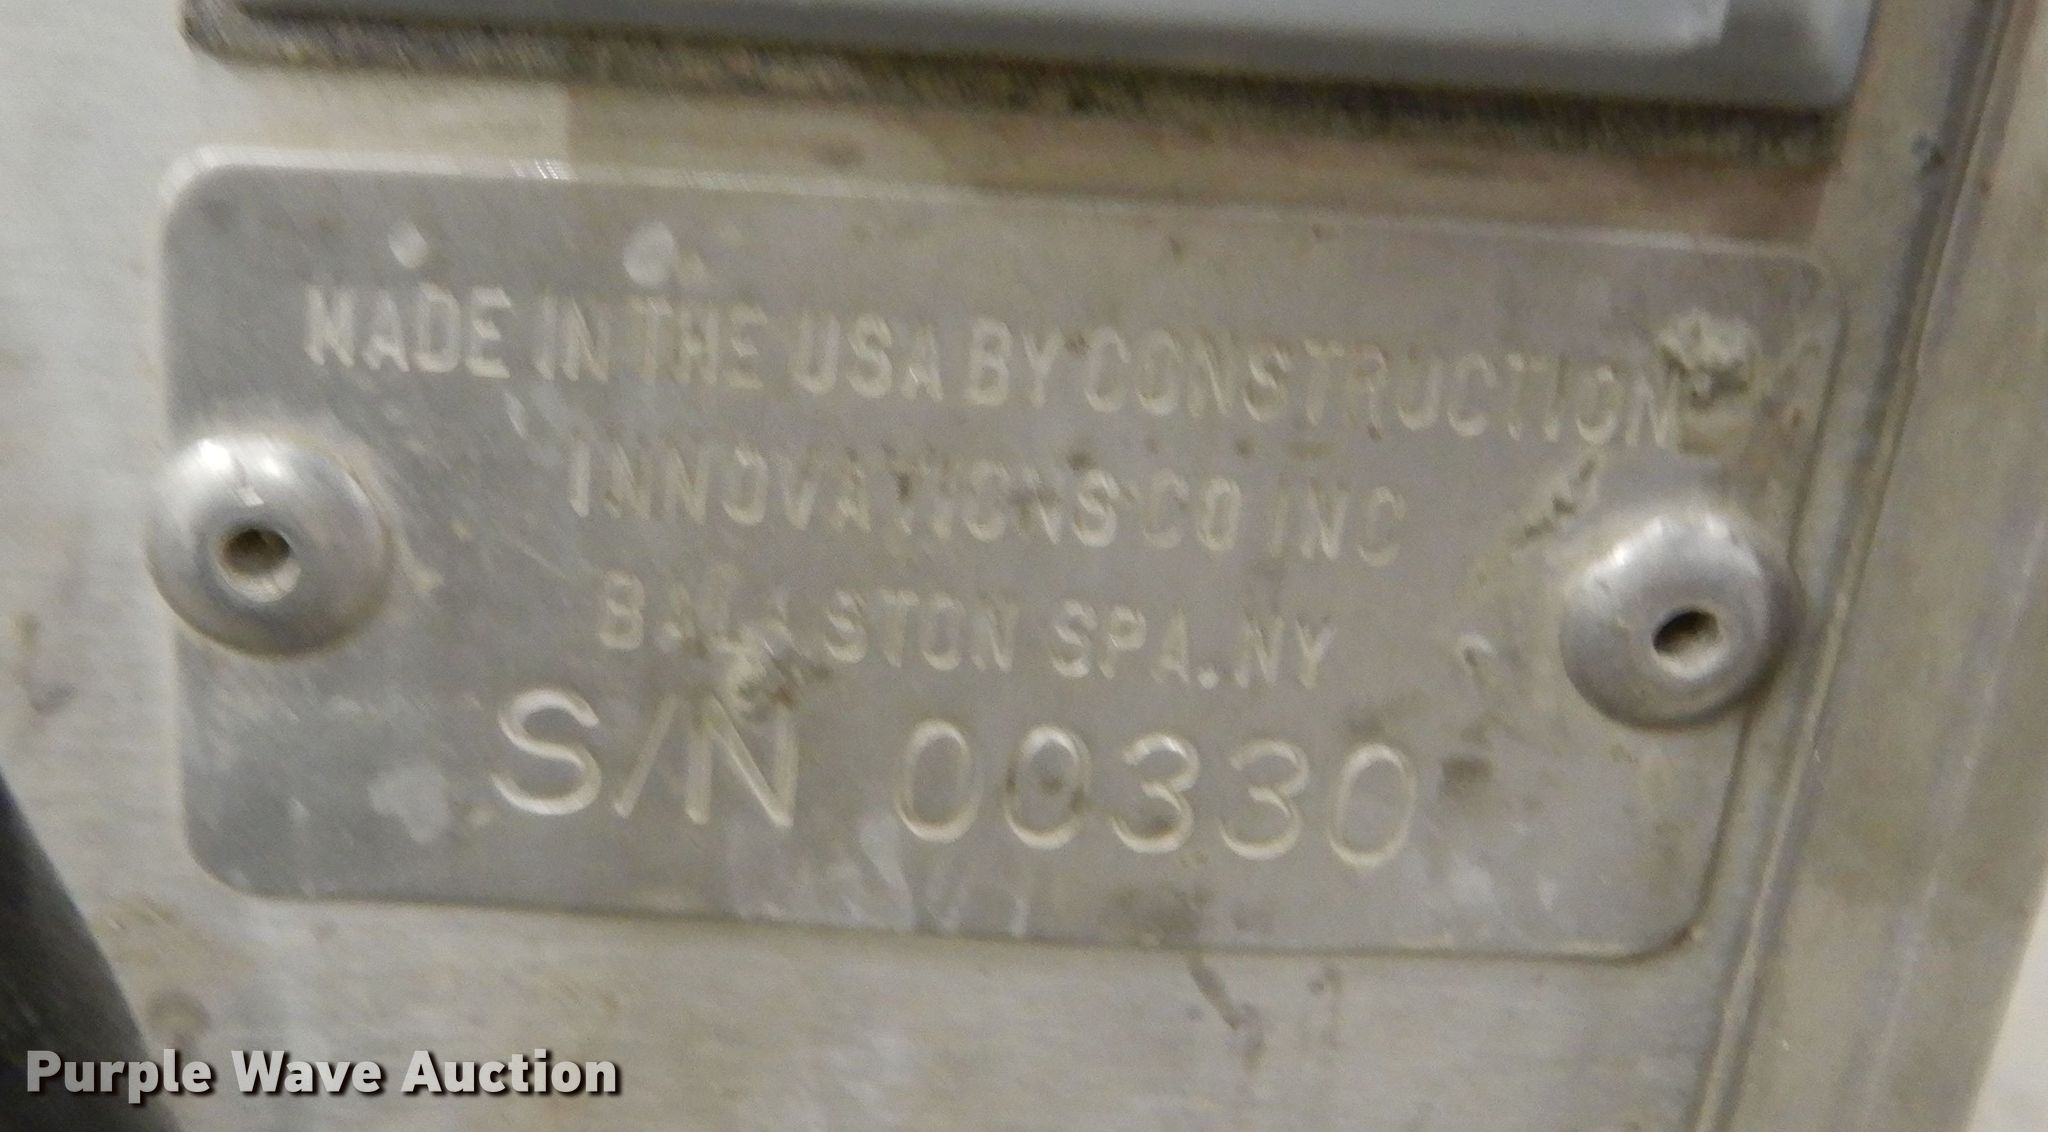 MADE IN THE USA BY CONSTRUCTION
INNOVATIONS CO INC
BALLSTON SPA. NY
S/N 00330
Purple Wave Auction